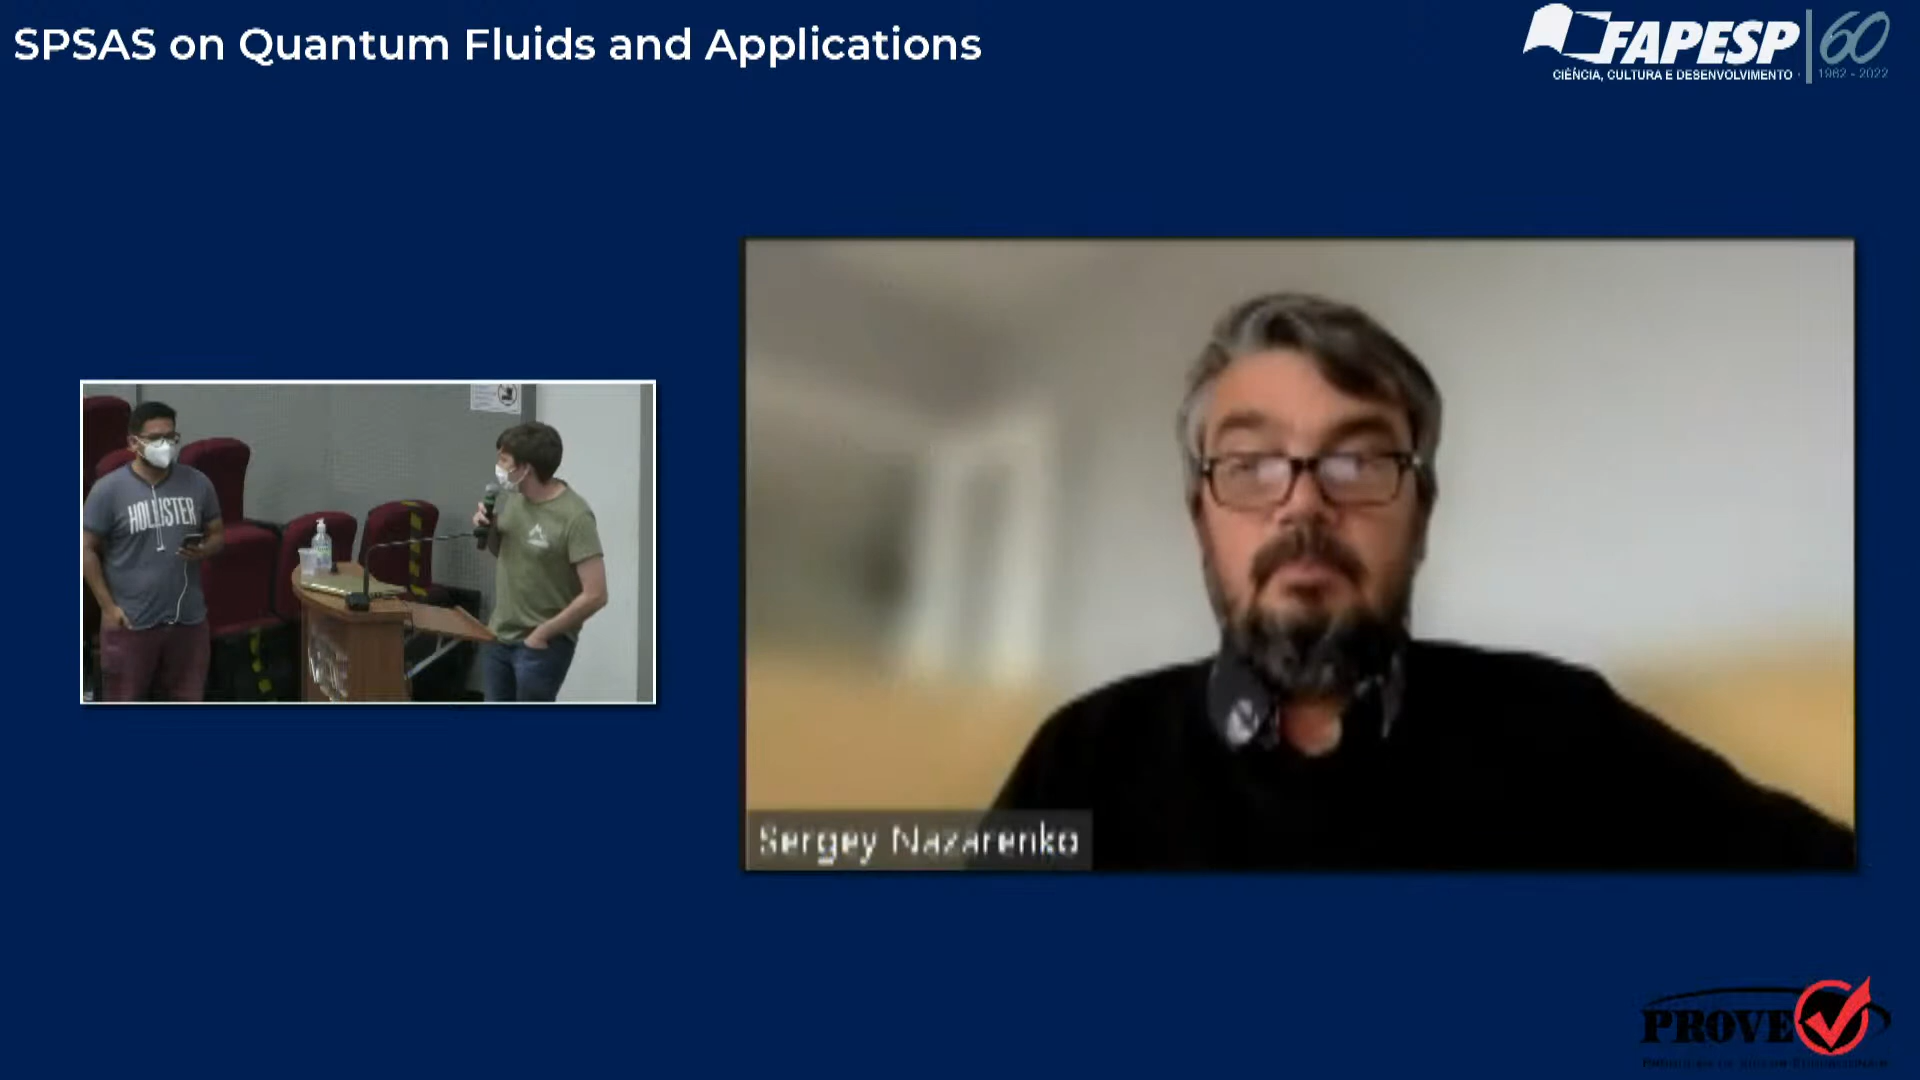 SPSAS on Quantum Fluids and Applications
FAPESP 60
CIÊNCIA, CULTURA E DESENVOLVIMENTO
1962 - 2022
HOLLISTER
Sergey Nazarenko
PROVE